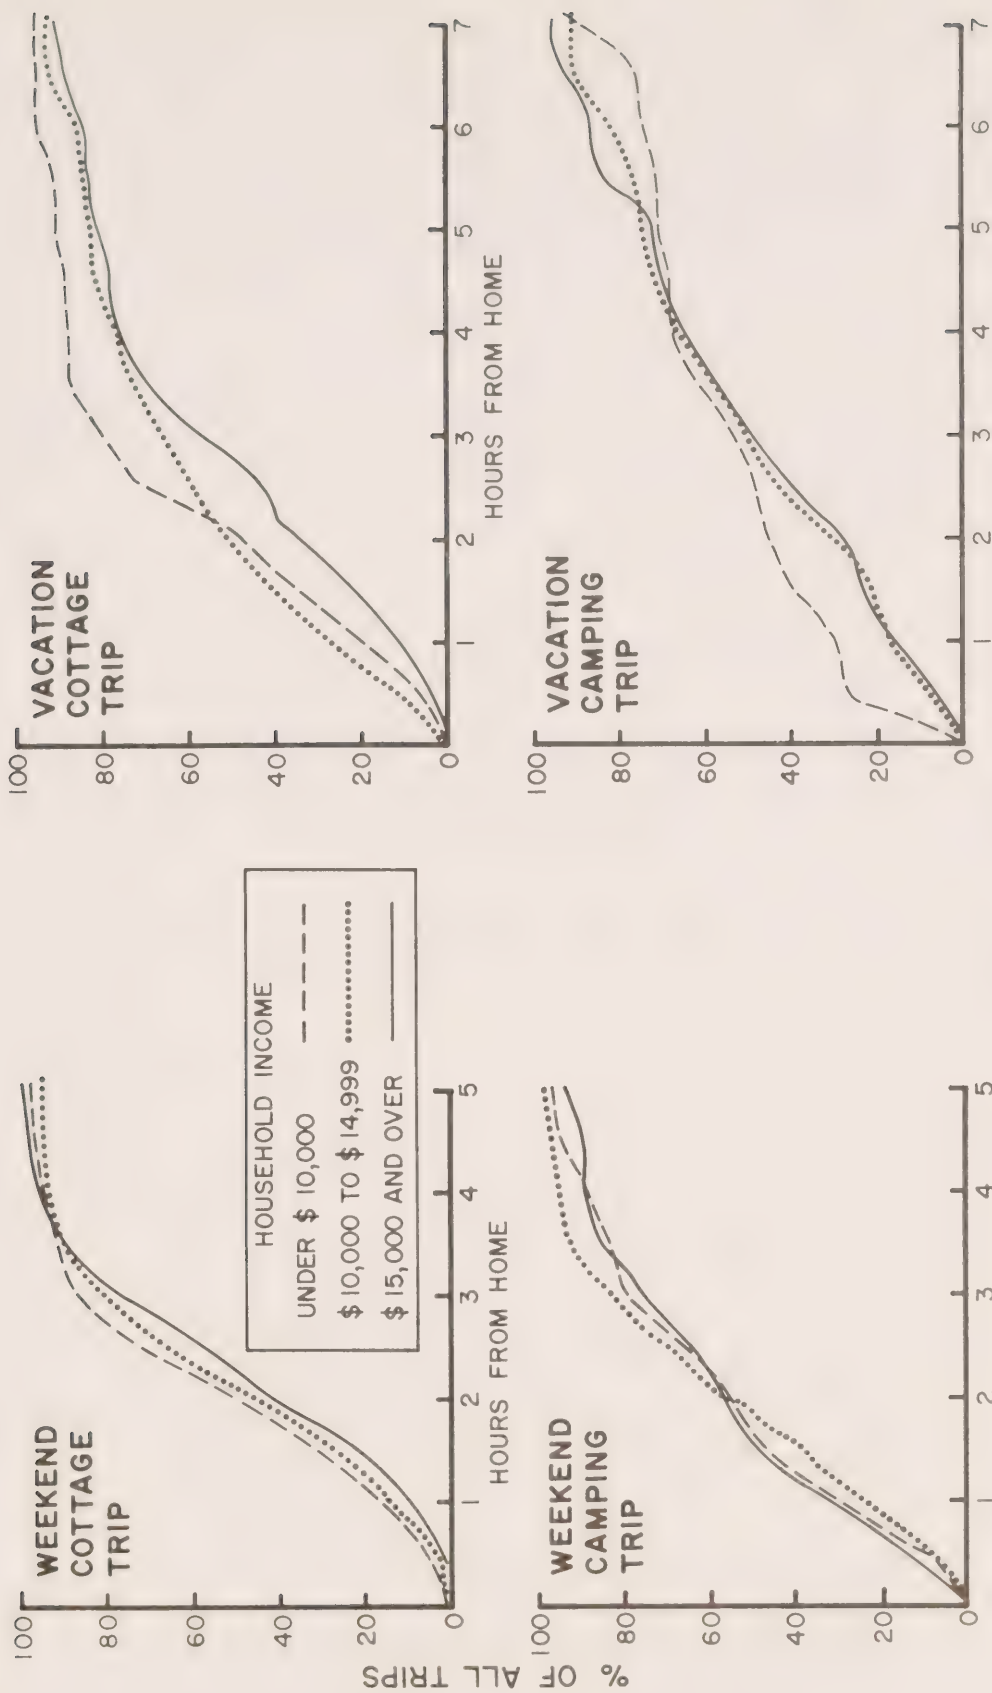 WEEKEND
COTTAGE
TRIP
100
80
60
40
20
0
1
2
3
4
5
HOURS FROM HOME
VACATION
COTTAGE
TRIP
100
80
60
40
20
0
1
2
3
4
5
6
7
HOURS FROM HOME
HOUSEHOLD INCOME
UNDER $ 10,000
$ 10,000 TO $ 14,999
$ 15,000 AND OVER
% OF ALL TRIPS
WEEKEND
CAMPING
TRIP
100
80
60
40
20
0
1
2
3
4
5
VACATION
CAMPING
TRIP
100
80
60
40
20
0
1
2
3
4
5
6
7